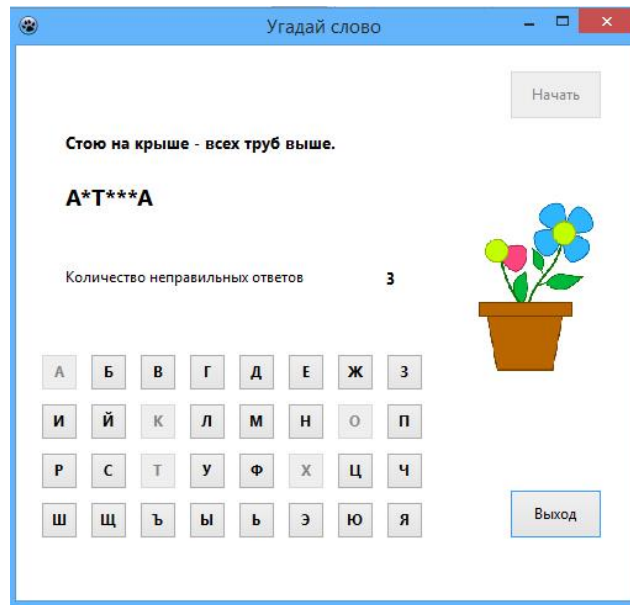 Угадай слово
Начать
Стою на крыше - всех труб выше.
А*Т***А
Количество неправильных ответов 3
А Б В Г Д Е Ж З
И Й К Л М Н О П
Р С Т У Ф Х Ц Ч
Ш Щ Ъ Ы Ь Э Ю Я
Выход